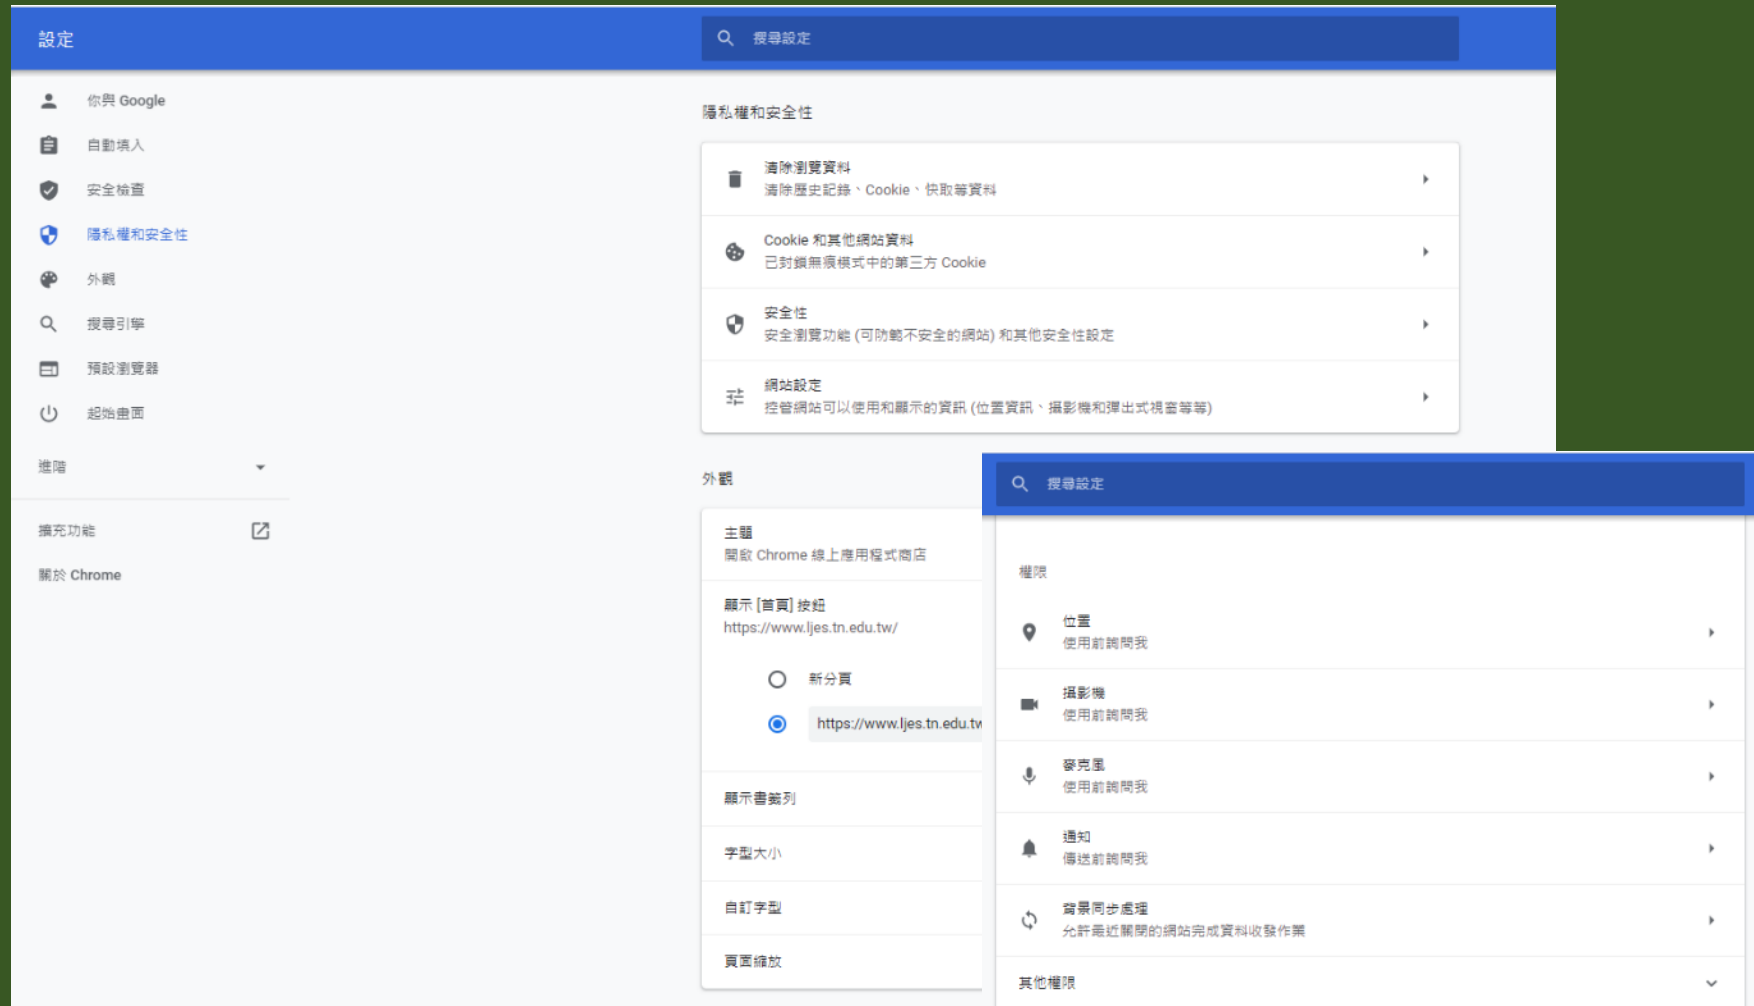 設定
搜尋設定
你與 Google
自動填入
安全檢查
隱私權和安全性
外觀
搜尋引擎
預設瀏覽器
起始畫面
進階
擴充功能
關於 Chrome
隱私權和安全性
清除瀏覽資料
清除歷史記錄、Cookie、快取等資料
Cookie 和其他網站資料
已封鎖無痕模式中的第三方 Cookie
安全性
安全瀏覽功能 (可防範不安全的網站) 和其他安全性設定
網站設定
控管網站可以使用和顯示的資訊 (位置資訊、攝影機和彈出式視窗等等)
外觀
主題
開啟 Chrome 線上應用程式商店
顯示 [首頁] 按鈕
https://www.ljes.tn.edu.tw/
新分頁
https://www.ljes.tn.edu.tw
顯示書籤列
字型大小
自訂字型
頁面縮放
搜尋設定
權限
位置
使用前詢問我
攝影機
使用前詢問我
麥克風
使用前詢問我
通知
傳送前詢問我
背景同步處理
允許最近關閉的網站完成資料收發作業
其他權限